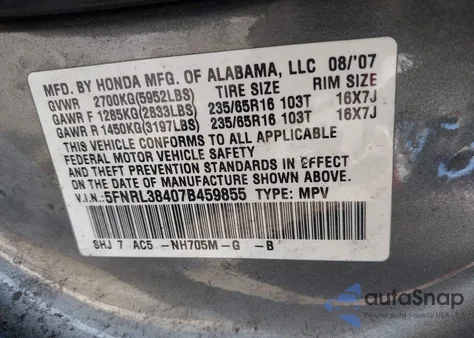 MFD. BY HONDA MFG. OF ALABAMA, LLC 08/'07
GVWR 2700KG(5952LBS) TIRE SIZE RIM SIZE
GAWR F 1285KG(2833LBS) 235/65R16 103T 16X7J
GAWR R 1450KG(3197LBS) 235/65R16 103T 16X7J
THIS VEHICLE CONFORMS TO ALL APPLICABLE
FEDERAL MOTOR VEHICLE SAFETY
AND THEFT PREVENTION STANDARDS IN EFFECT
ON THE DATE OF MANUFACTURE SHOWN ABOVE.
V.I.N.: 5FNRL38407B459855 TYPE: MPV
SHJ 7 AC5 -NH705M-G -B
autoSnap